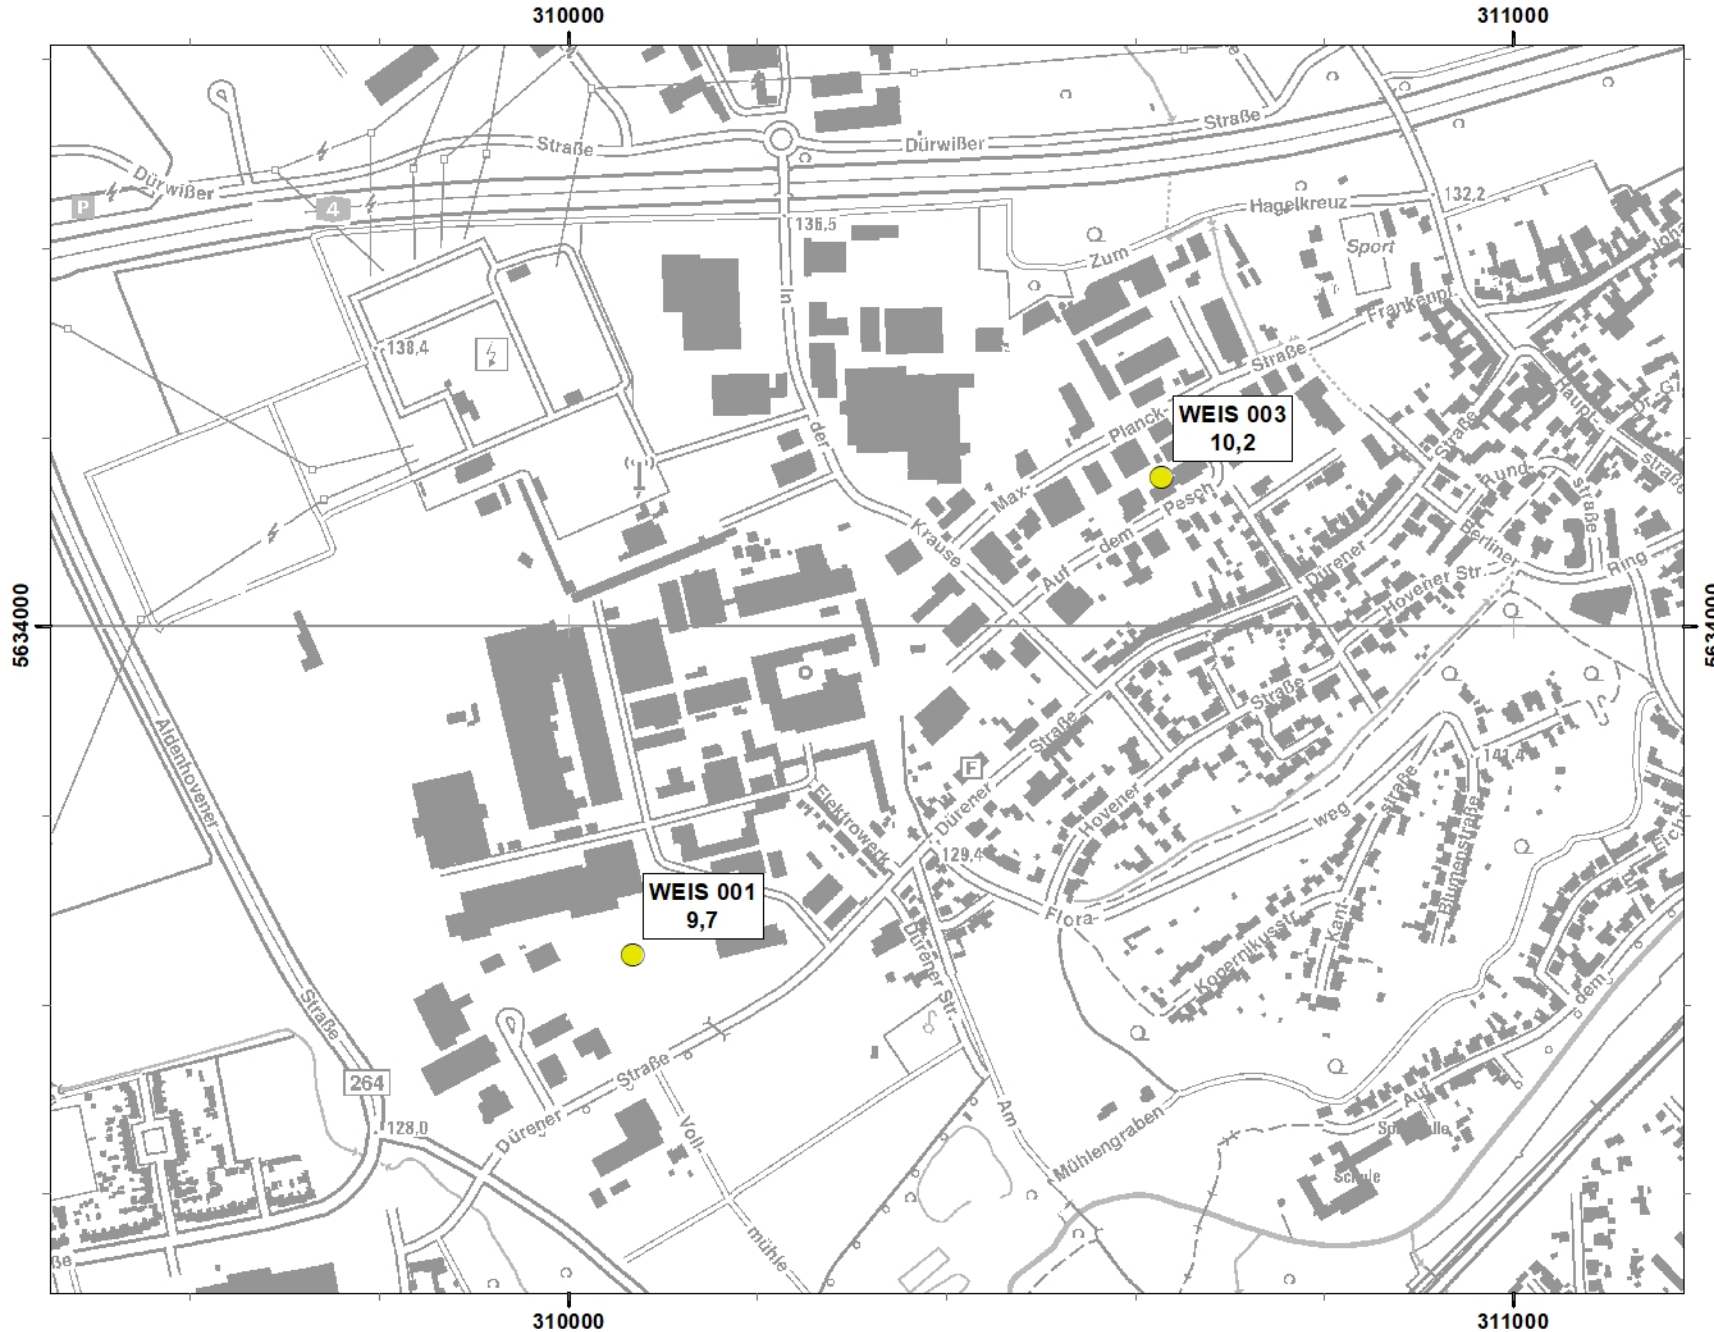 310000
311000
Straße
Dürwißer
Straße
Dürwißer
P
4
136,5
Hagelkreuz
132,2
Zum
Sport
Frankenpl.
In
der
Krause
138,4
Straße
Planck-
Max-
WEIS 003
10,2
Auf
dem
Pesch
Straße
Haupt-
straße
Dr.
Rund-
straße
Berliner
Ring
Dürener
Hovener Str.
5634000
5634000
Aldenhovener
Straße
Straße
Straße
F
Dürener
Hovener
141,4
weg
straße
Blumenstraße
Elektrowerk
129,4
Flora-
WEIS 001
9,7
Kant-
Kopernikusstr.
Dürener Str.
dem
Auf
264
128,0
Straße
Dürener
Voll-
mühle
Am
Mühlengraben
Schule
310000
311000